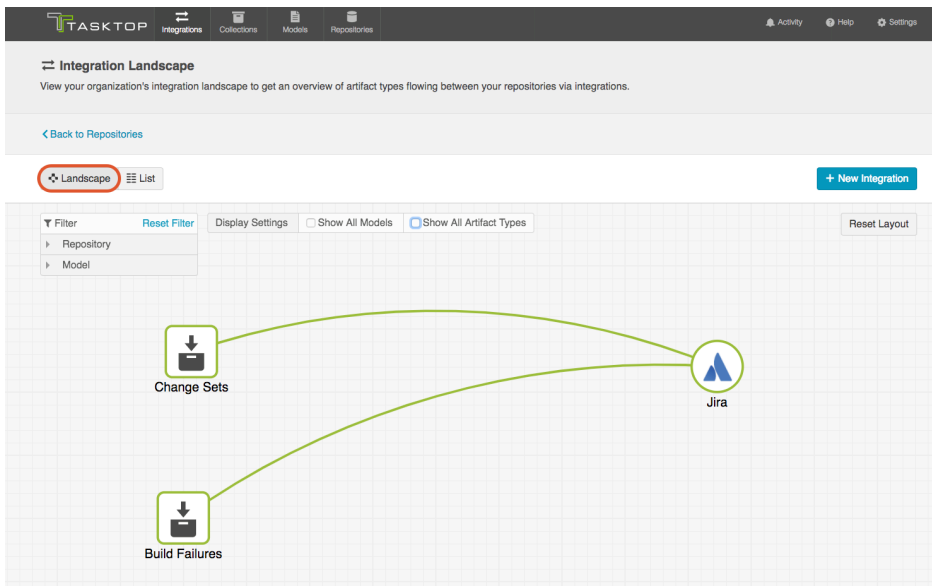 TASKTOP
Integrations
Collections
Models
Repositories
Activity
Help
Settings
Integration Landscape
View your organization's integration landscape to get an overview of artifact types flowing between your repositories via integrations.
Back to Repositories
Landscape
List
+ New Integration
Filter
Reset Filter
Display Settings
Show All Models
Show All Artifact Types
Reset Layout
Repository
Model
Change Sets
Jira
Build Failures